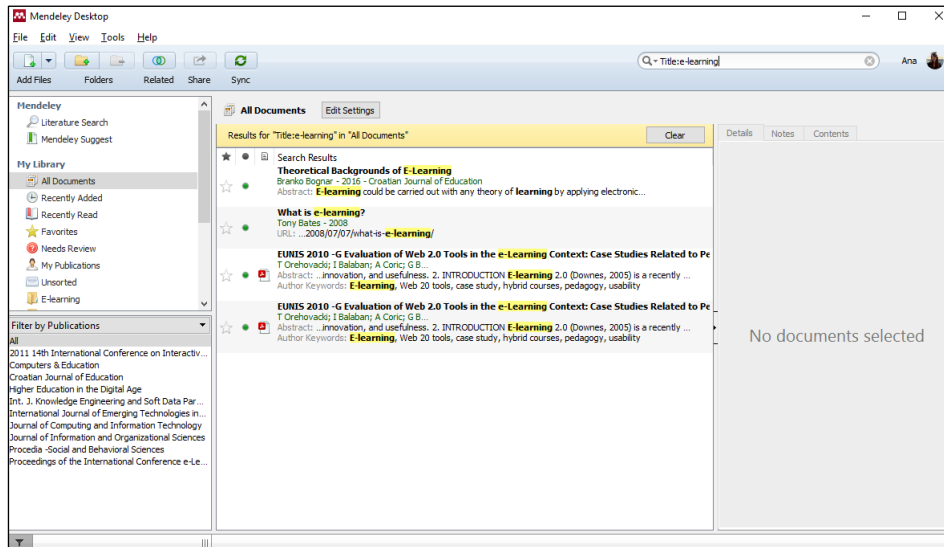 Mendeley Desktop
File Edit View Tools Help
Title:e-learning
Ana
Add Files Folders Related Share Sync
Mendeley
Literature Search
Mendeley Suggest
My Library
All Documents
Recently Added
Recently Read
Favorites
Needs Review
My Publications
Unsorted
E-learning
Filter by Publications
All
2011 14th International Conference on Interactiv...
Computers & Education
Croatian Journal of Education
Higher Education in the Digital Age
Int. J. Knowledge Engineering and Soft Data Par...
International Journal of Emerging Technologies in...
Journal of Computing and Information Technology
Journal of Information and Organizational Sciences
Procedia -Social and Behavioral Sciences
Proceedings of the International Conference e-Le...
All Documents Edit Settings
Results for "Title:e-learning" in "All Documents" Clear
Search Results
Theoretical Backgrounds of E-Learning
Branko Bognar - 2016 - Croatian Journal of Education
Abstract: E-learning could be carried out with any theory of learning by applying electronic...
What is e-learning?
Tony Bates - 2008
URL: ...2008/07/07/what-is-e-learning/
EUNIS 2010 -G Evaluation of Web 2.0 Tools in the e-Learning Context: Case Studies Related to Pe
T Orehovacki; I Balaban; A Coric; G B...
Abstract: ...innovation, and usefulness. 2. INTRODUCTION E-learning 2.0 (Downes, 2005) is a recently ...
Author Keywords: E-learning, Web 20 tools, case study, hybrid courses, pedagogy, usability
EUNIS 2010 -G Evaluation of Web 2.0 Tools in the e-Learning Context: Case Studies Related to Pe
T Orehovacki; I Balaban; A Coric; G B...
Abstract: ...innovation, and usefulness. 2. INTRODUCTION E-learning 2.0 (Downes, 2005) is a recently ...
Author Keywords: E-learning, Web 20 tools, case study, hybrid courses, pedagogy, usability
Details Notes Contents
No documents selected